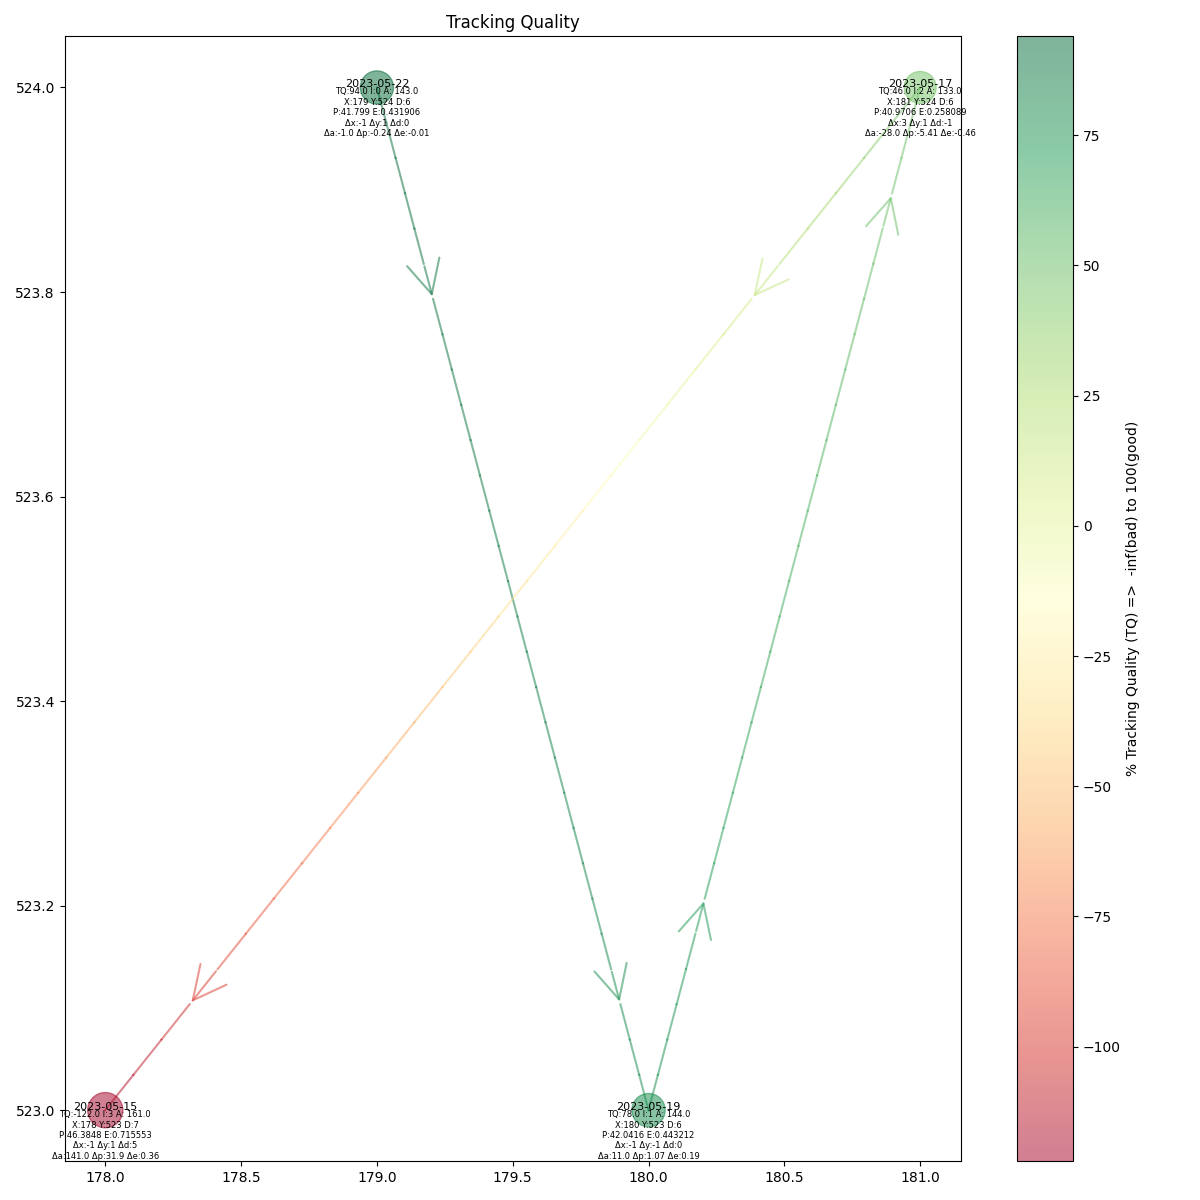 Tracking Quality
2023-05-22
TQ:94.0 I:0 A: 143.0
X:179 Y:524 D:6
P:41.799 E:0.431906
Δx:-1 Δy:1 Δd:0
Δa:-1.0 Δp:-0.24 Δe:-0.01
2023-05-17
TQ:46.0 I:2 A: 133.0
X:181 Y:524 D:6
P:40.9706 E:0.258089
Δx:3 Δy:1 Δd:-1
Δa:-28.0 Δp:-5.41 Δe:-0.46
2023-05-15
TQ:-122.0 I:3 A: 161.0
X:178 Y:523 D:7
P:46.3848 E:0.715553
Δx:-1 Δy:1 Δd:5
Δa:141.0 Δp:31.9 Δe:0.36
2023-05-19
TQ:78.0 I:1 A: 144.0
X:180 Y:523 D:6
P:42.0416 E:0.443212
Δx:-1 Δy:-1 Δd:0
Δa:11.0 Δp:1.07 Δe:0.19
524.0
523.8
523.6
523.4
523.2
523.0
178.0 178.5 179.0 179.5 180.0 180.5 181.0
75
50
25
0
−25
−50
−75
−100
% Tracking Quality (TQ) => -inf(bad) to 100(good)